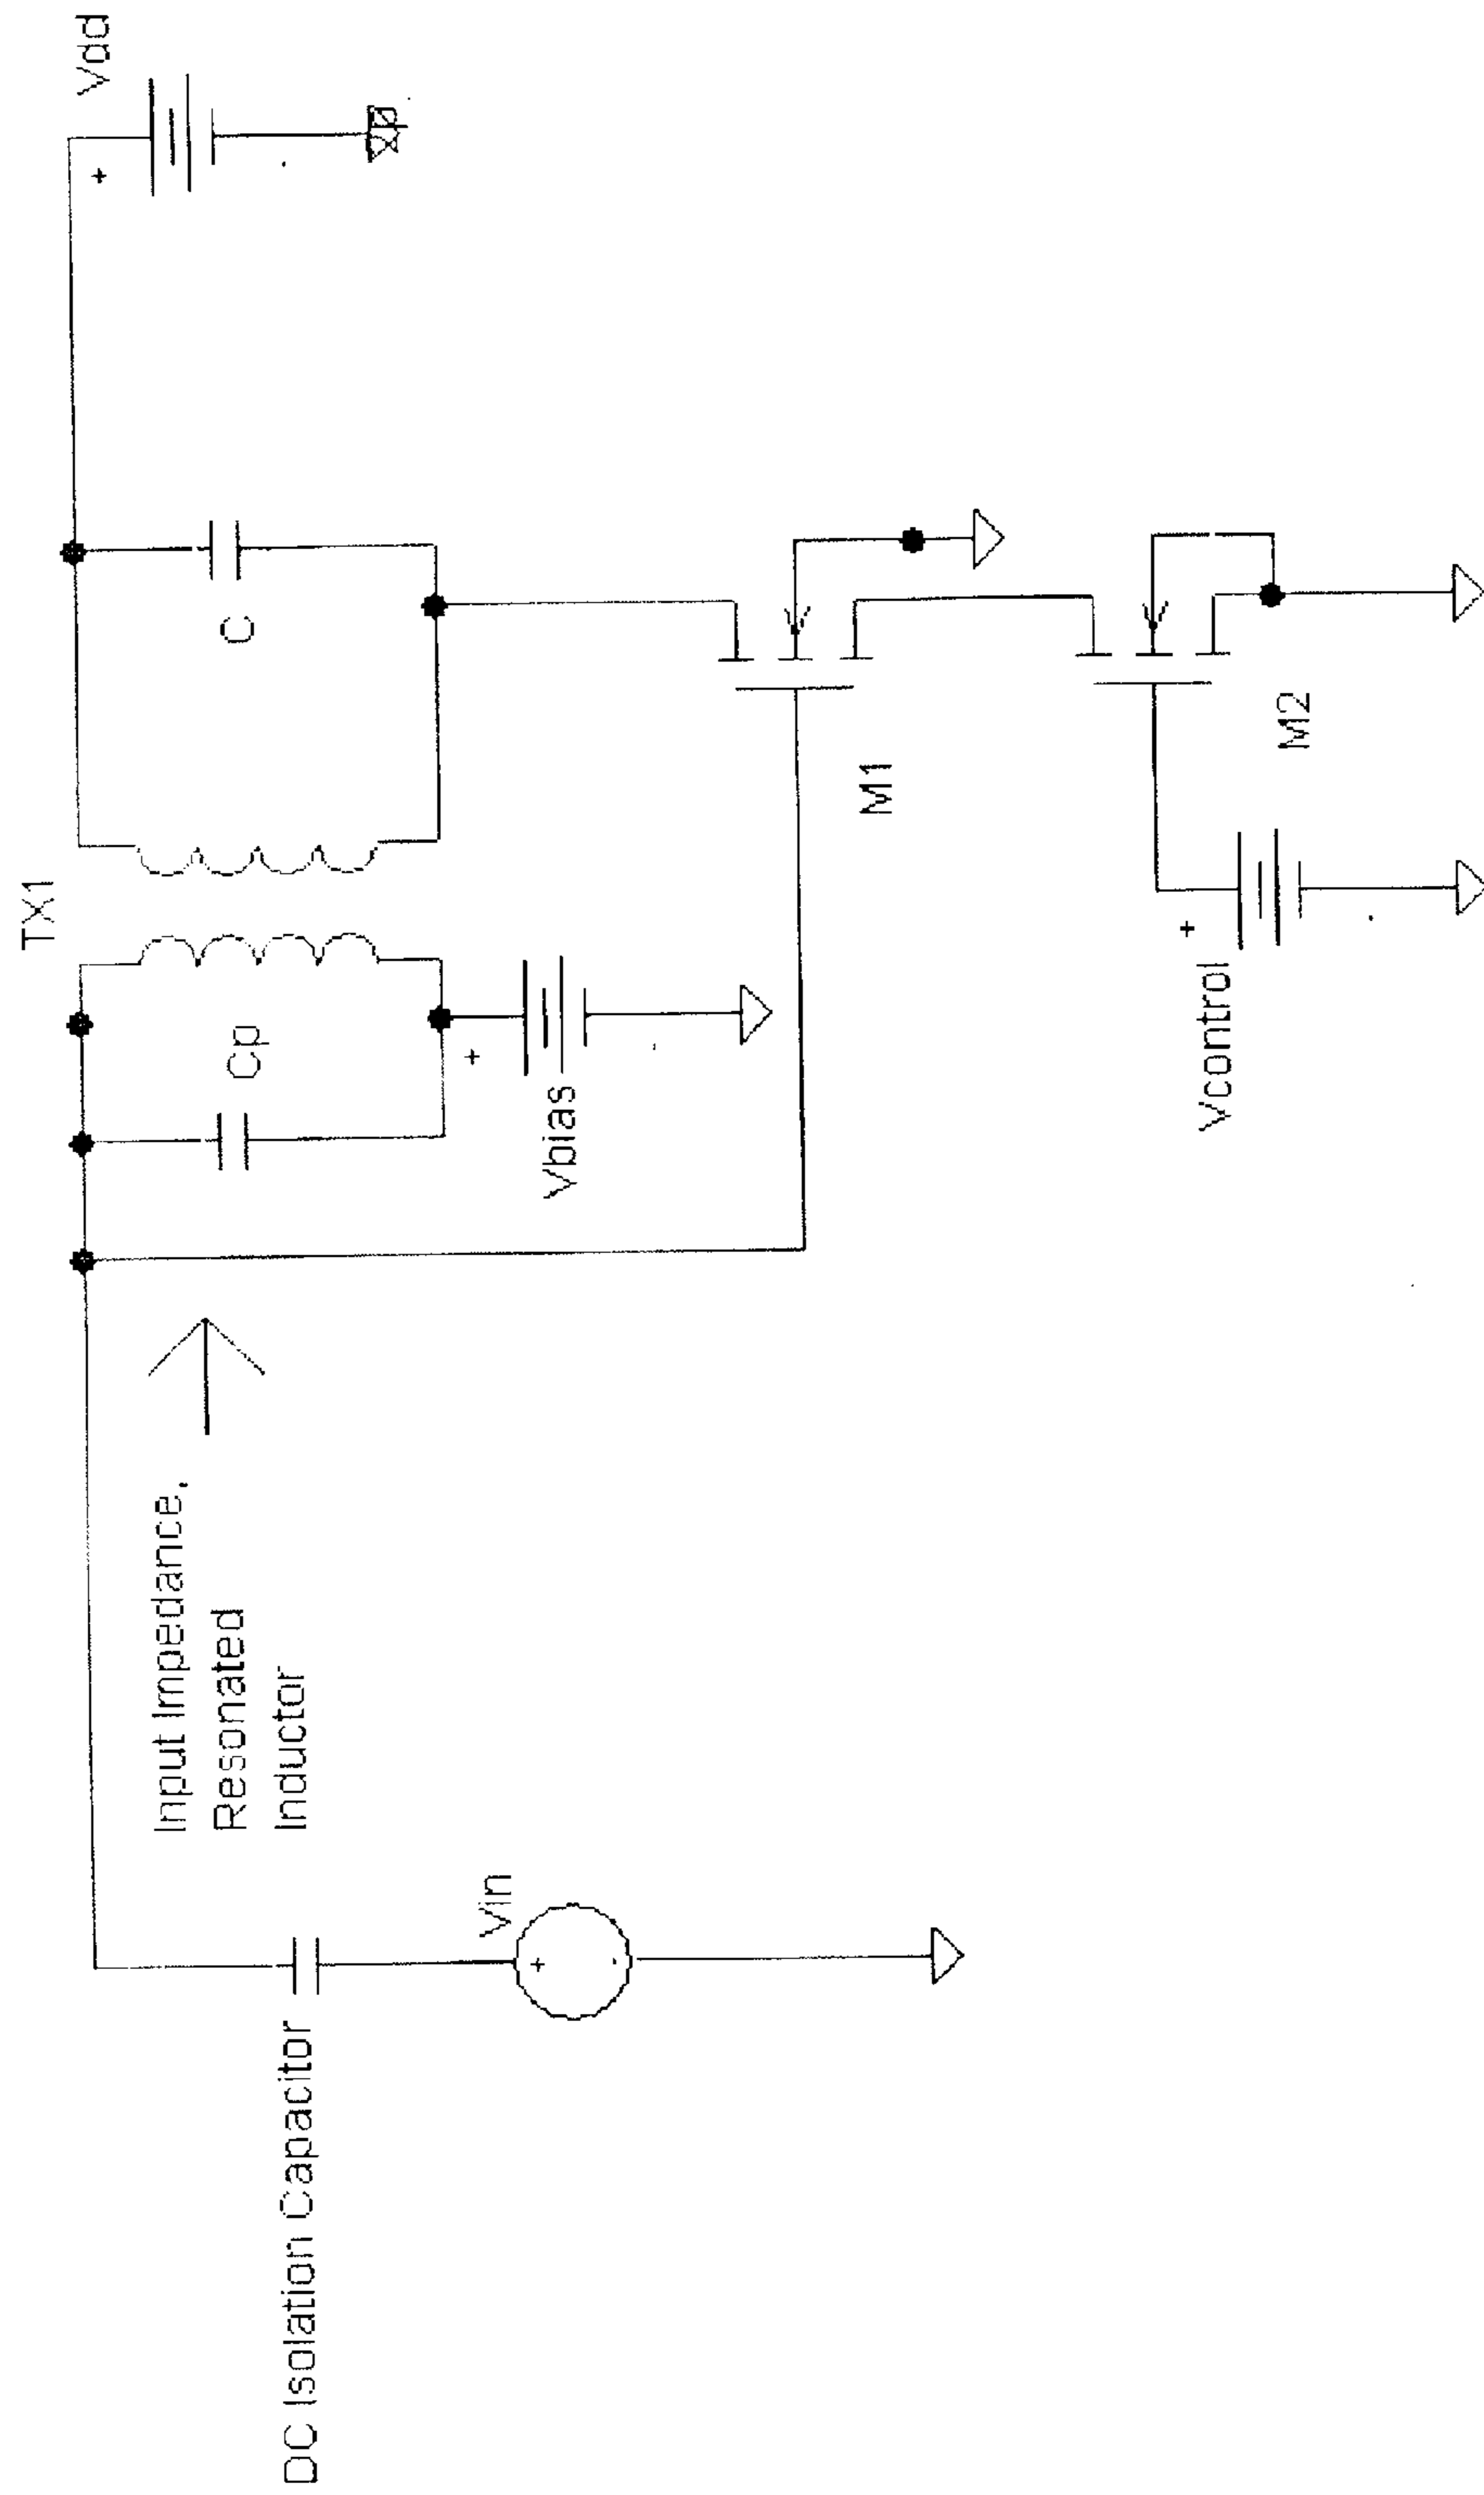 TX1
Vdd
+
Input Impedance,
Resonated
Inductor
Cp
C
DC Isolation Capacitor
+
Vin
+
-
Vbias
M1
+
Vcontrol
M2